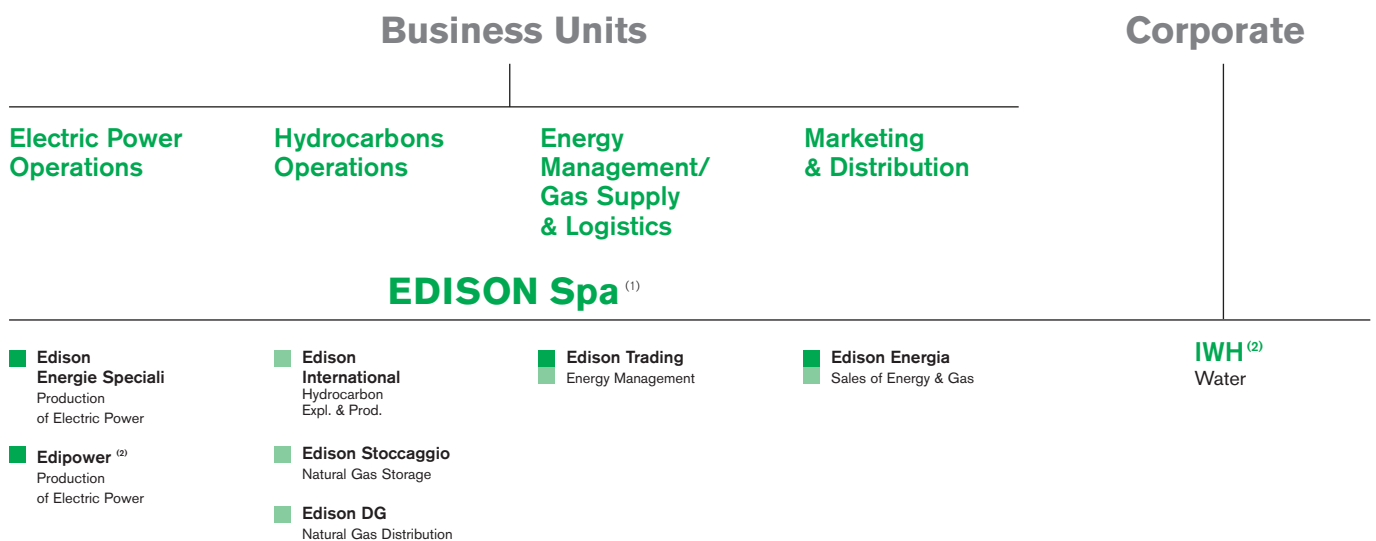 Business Units
Corporate
Electric Power
Operations
Hydrocarbons
Operations
Energy
Management/
Gas Supply
& Logistics
Marketing
& Distribution
EDISON Spa (1)
Edison
Energie Speciali
Production
of Electric Power
Edipower (2)
Production
of Electric Power
Edison
International
Hydrocarbon
Expl. & Prod.
Edison Stoccaggio
Natural Gas Storage
Edison DG
Natural Gas Distribution
Edison Trading
Energy Management
Edison Energia
Sales of Energy & Gas
IWH (2)
Water